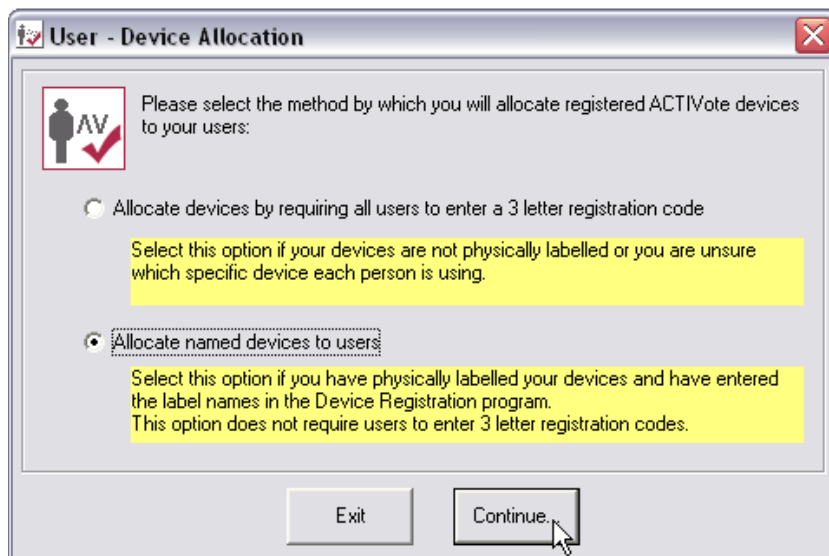 User - Device Allocation
AV
Please select the method by which you will allocate registered ACTIVote devices
to your users:
Allocate devices by requiring all users to enter a 3 letter registration code
Select this option if your devices are not physically labelled or you are unsure
which specific device each person is using.
Allocate named devices to users
Select this option if you have physically labelled your devices and have entered
the label names in the Device Registration program.
This option does not require users to enter 3 letter registration codes.
Exit
Continue...